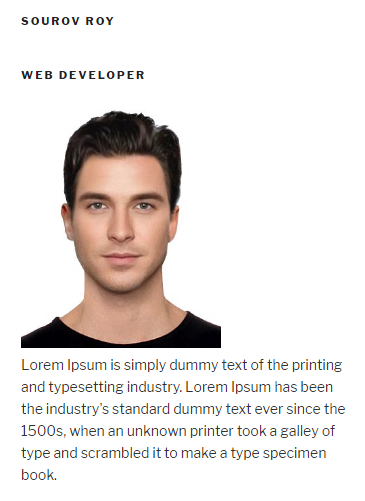 SOUROV ROY
WEB DEVELOPER
Lorem Ipsum is simply dummy text of the printing
and typesetting industry. Lorem Ipsum has been
the industry's standard dummy text ever since the
1500s, when an unknown printer took a galley of
type and scrambled it to make a type specimen
book.